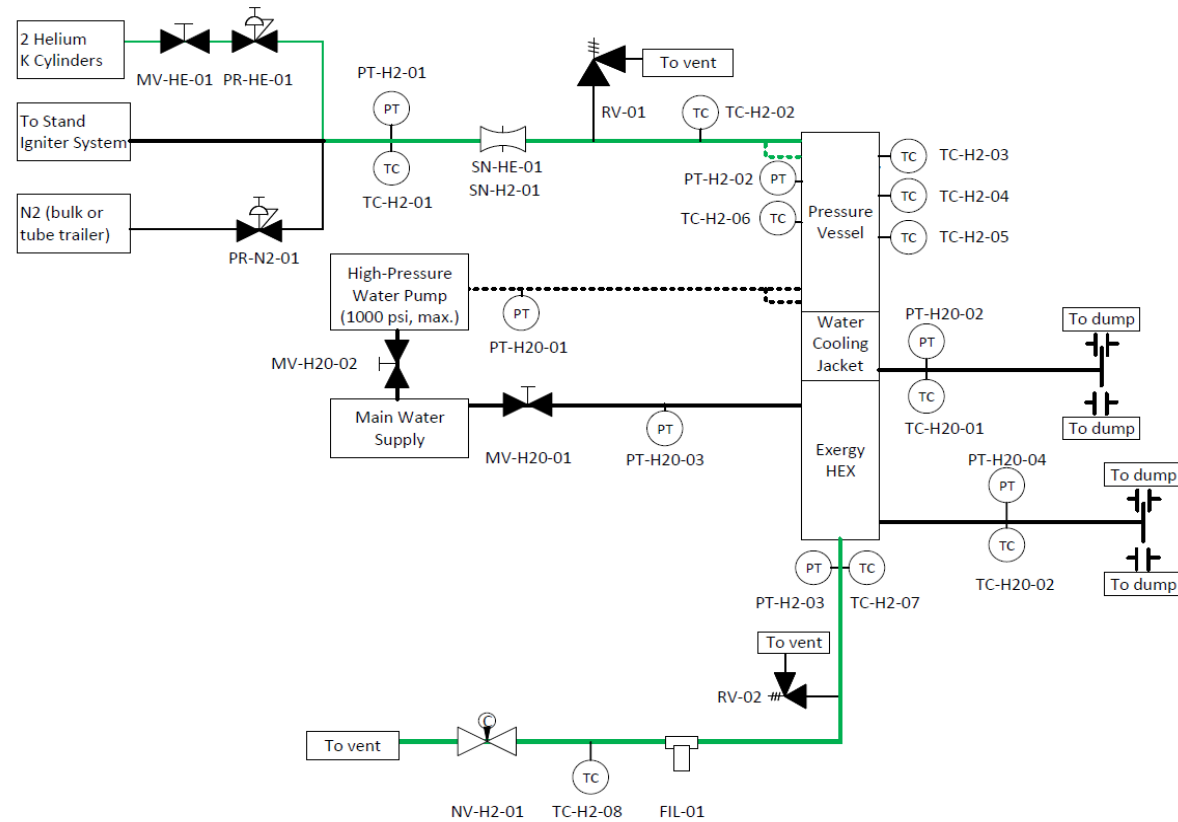 2 Helium
K Cylinders
MV-HE-01
PR-HE-01
To Stand
Igniter System
N2 (bulk or
tube trailer)
PR-N2-01
PT-H2-01
PT
TC
TC-H2-01
SN-HE-01
SN-H2-01
RV-01
To vent
TC-H2-02
TC
PT-H2-02
PT
TC-H2-06
TC
Pressure
Vessel
TC
TC-H2-03
TC
TC-H2-04
TC
TC-H2-05
High-Pressure
Water Pump
(1000 psi, max.)
PT
PT-H20-01
MV-H20-02
Main Water
Supply
MV-H20-01
PT
PT-H20-03
Water
Cooling
Jacket
PT-H20-02
PT
TC
TC-H20-01
To dump
To dump
Exergy
HEX
PT-H20-04
PT
TC
TC-H20-02
To dump
To dump
PT
TC
PT-H2-03
TC-H2-07
To vent
RV-02
To vent
C
NV-H2-01
TC
TC-H2-08
FIL-01